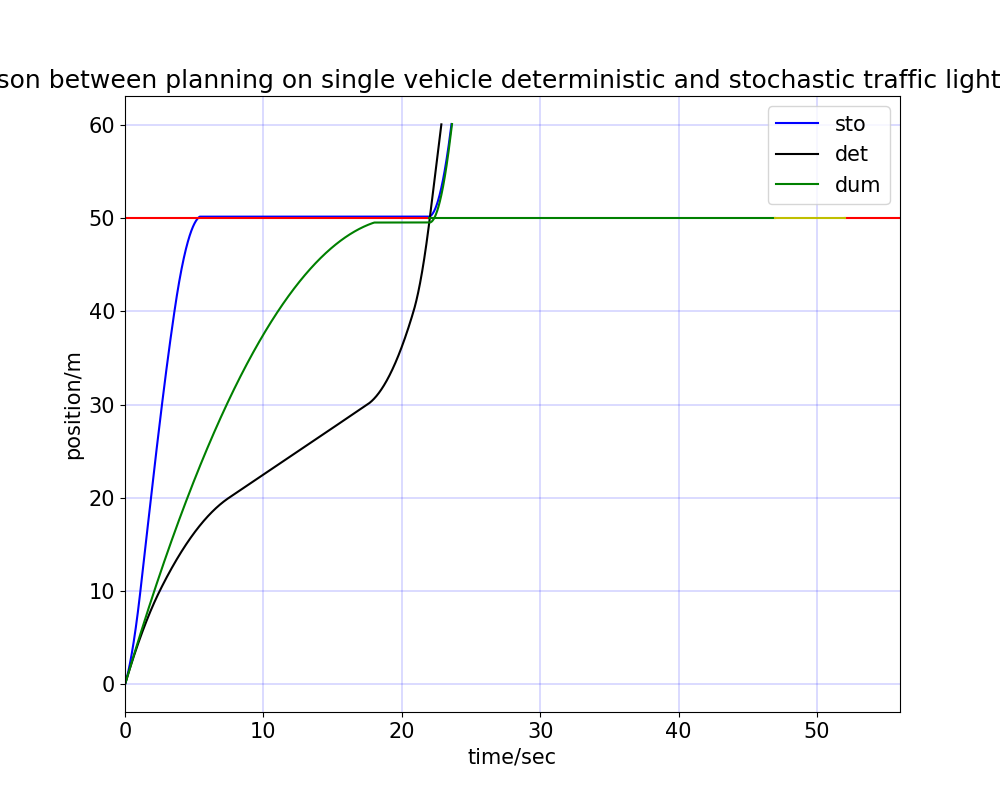 son between planning on single vehicle deterministic and stochastic traffic light
sto
det
dum
60
50
40
30
20
10
0
position/m
0 10 20 30 40 50
time/sec